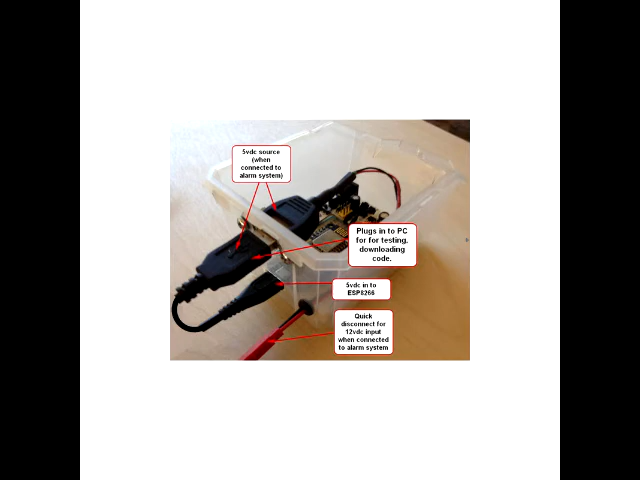 5vdc source
(when
connected to
alarm system)
Plugs in to PC
for for testing,
downloading
code.
5vdc in to
ESP8266
Quick
disconnect for
12vdc input
when connected
to alarm system